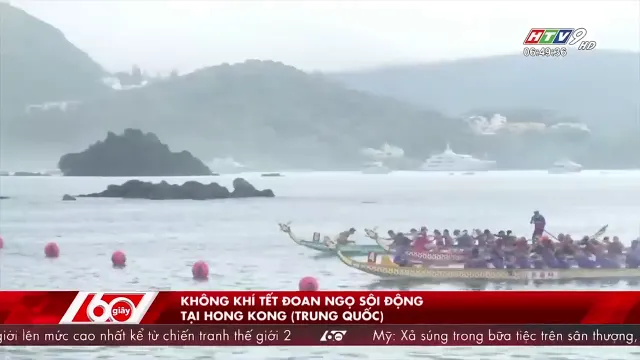 HTV9 HD
06:49:36
60 giây
KHÔNG KHÍ TẾT ĐOAN NGỌ SÔI ĐỘNG
TẠI HONG KONG (TRUNG QUỐC)
giới lên mức cao nhất kể từ chiến tranh thế giới 2
Mỹ: Xả súng trong bữa tiệc trên sân thượng,